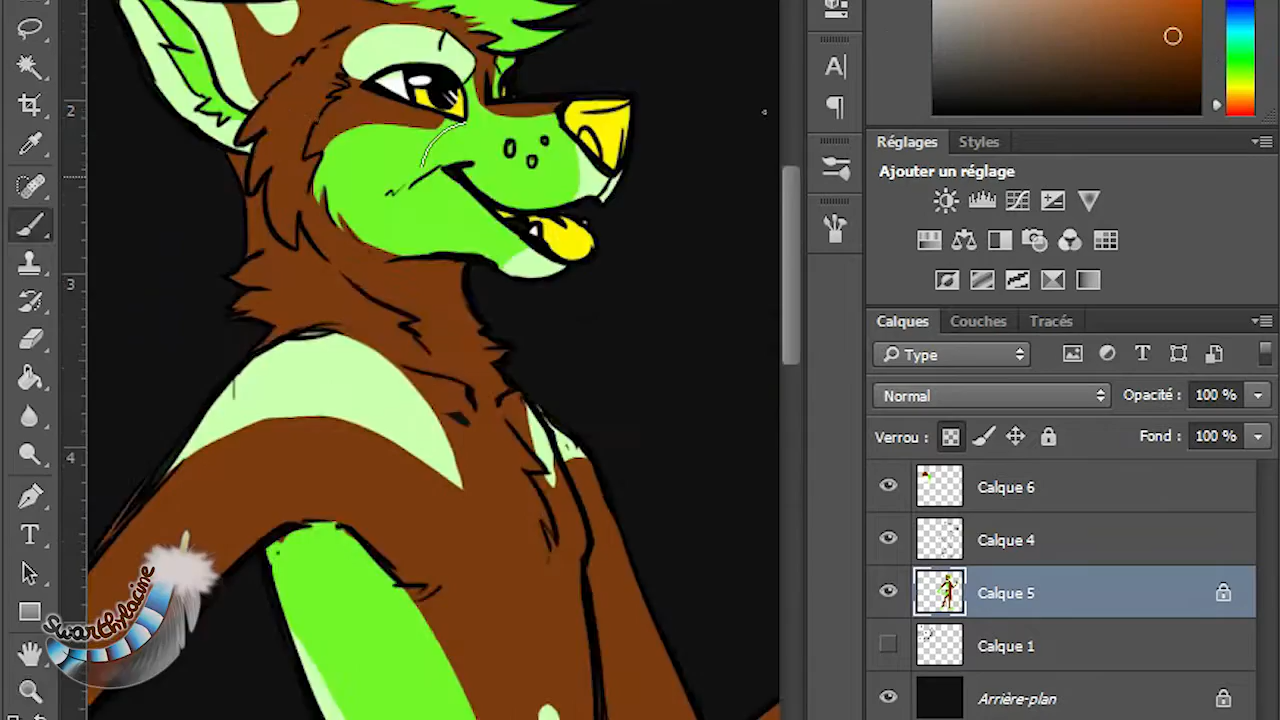 Réglages Styles
Ajouter un réglage
Calques Couches Tracés
Type
Normal Opacité : 100 %
Verrou : Fond : 100 %
Calque 6
Calque 4
Calque 5
Calque 1
Arrière-plan
2
3
4
Swarthylacine